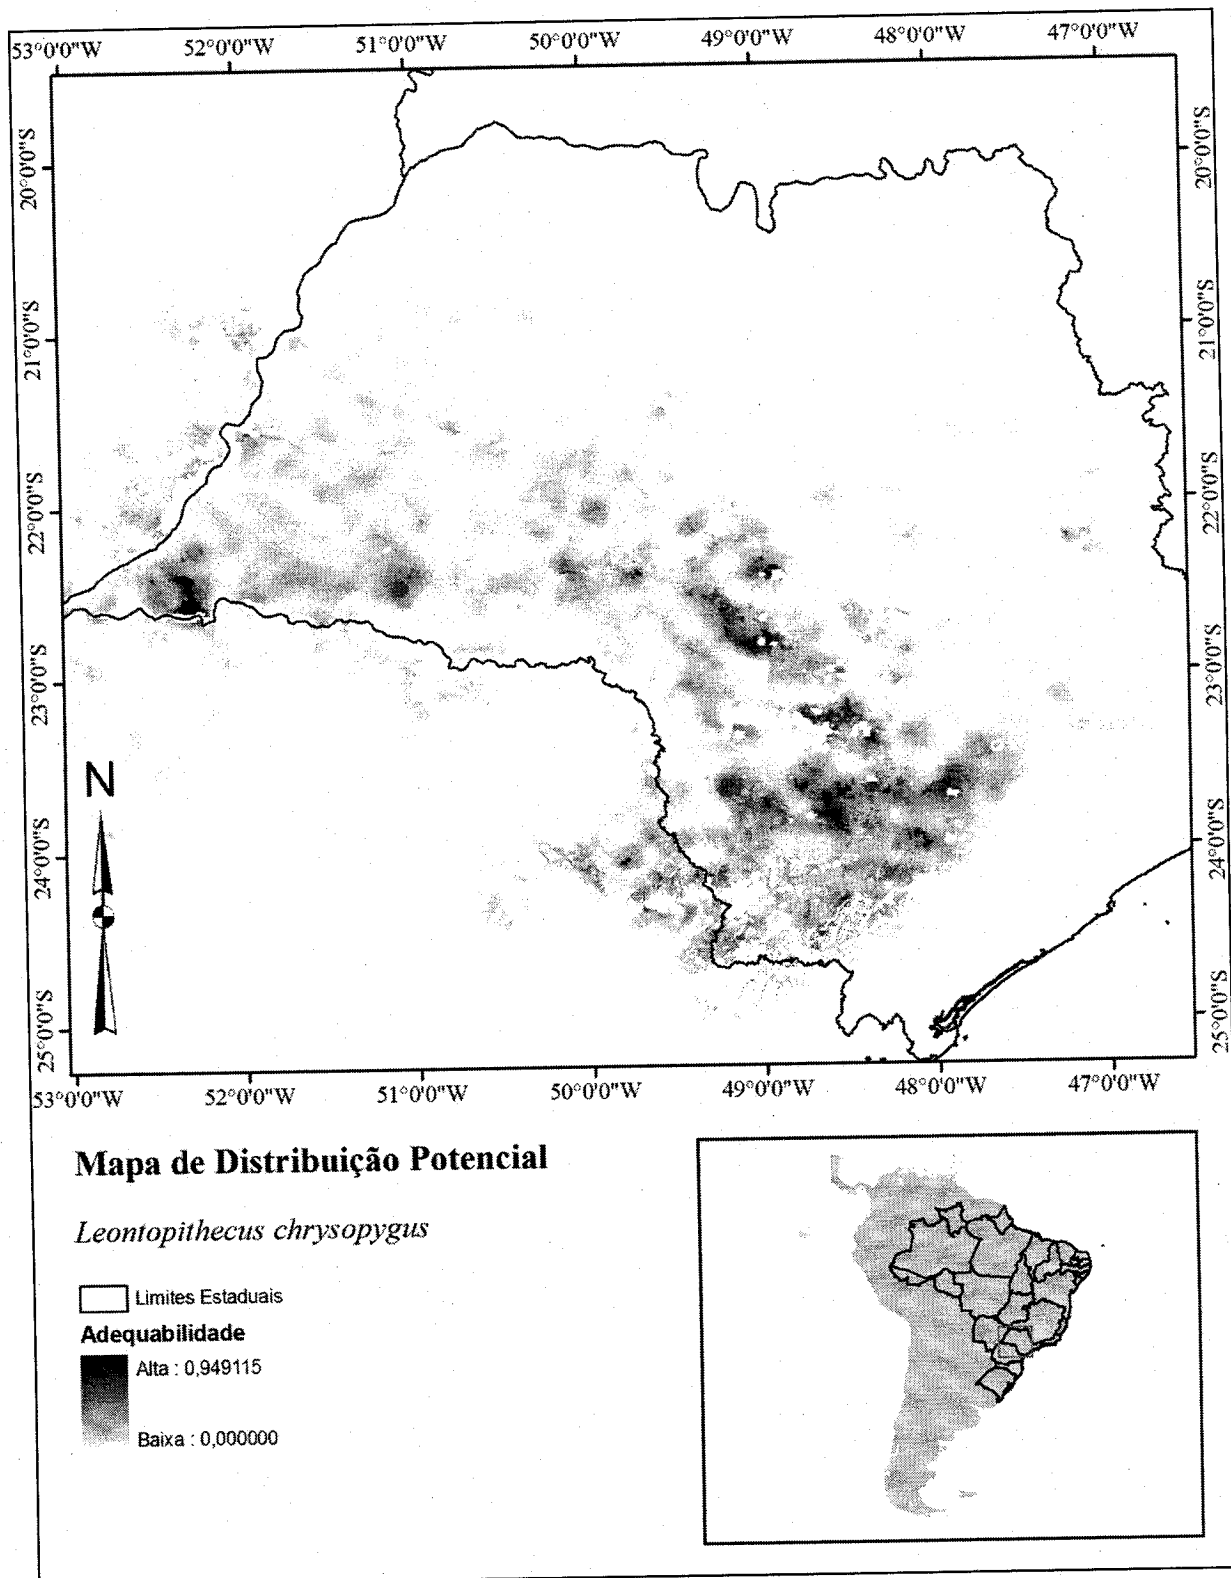 53°0'0"W 52°0'0"W 51°0'0"W 50°0'0"W 49°0'0"W 48°0'0"W 47°0'0"W
20°0'0"S 20°0'0"S
21°0'0"S 21°0'0"S
22°0'0"S 22°0'0"S
23°0'0"S 23°0'0"S
N
24°0'0"S 24°0'0"S
25°0'0"S 25°0'0"S
53°0'0"W 52°0'0"W 51°0'0"W 50°0'0"W 49°0'0"W 48°0'0"W 47°0'0"W
Mapa de Distribuição Potencial
Leontopithecus chrysopygus
Limites Estaduais
Adequabilidade
Alta : 0,949115
Baixa : 0,000000